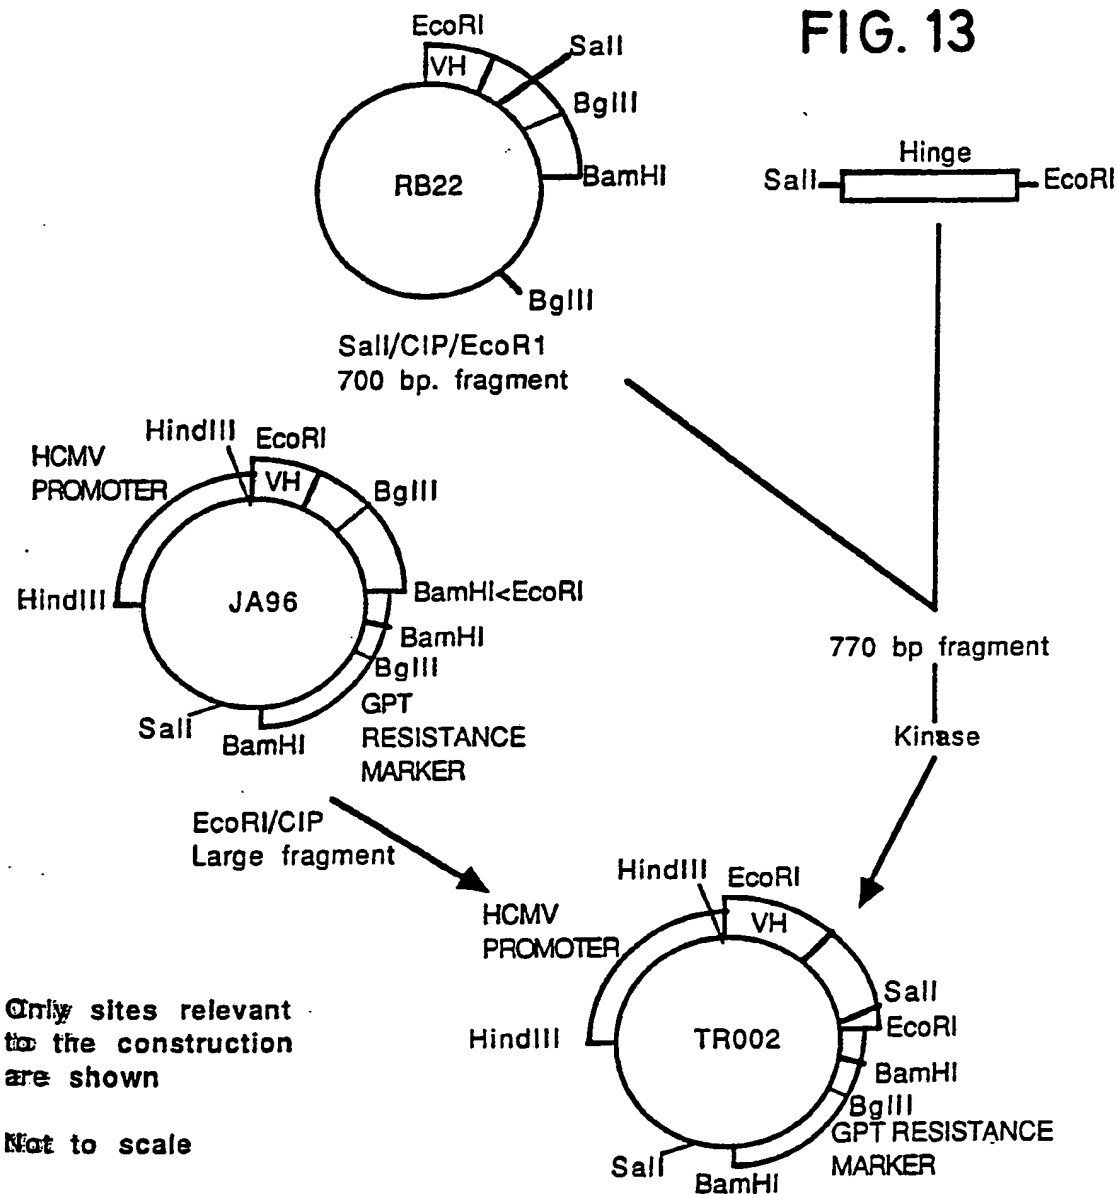 FIG. 13
EcoRI
VH
SalI
BglII
BamHI
RB22
BglII
SalI/CIP/EcoR1
700 bp. fragment
Hinge
SalI
EcoRI
HCMV
PROMOTER
HindIII
EcoRI
VH
BglII
HindIII
JA96
BamHI<EcoRI
BamHI
BglII
SalI
BamHI
GPT
RESISTANCE
MARKER
770 bp fragment
Kinase
EcoRI/CIP
Large fragment
HCMV
PROMOTER
HindIII
EcoRI
VH
SalI
EcoRI
HindIII
TR002
BamHI
BglII
GPT RESISTANCE
MARKER
SalI
BamHI
Only sites relevant
to the construction
are shown
Not to scale